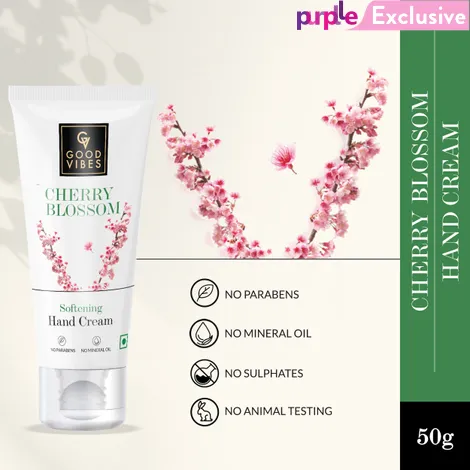 purplle Exclusive
GV
GOOD
VIBES
CHERRY
BLOSSOM
Softening
Hand Cream
NO PARABENS
NO MINERAL OIL
NO PARABENS
NO MINERAL OIL
NO SULPHATES
NO ANIMAL TESTING
CHERRY BLOSSOM
HAND CREAM
50g